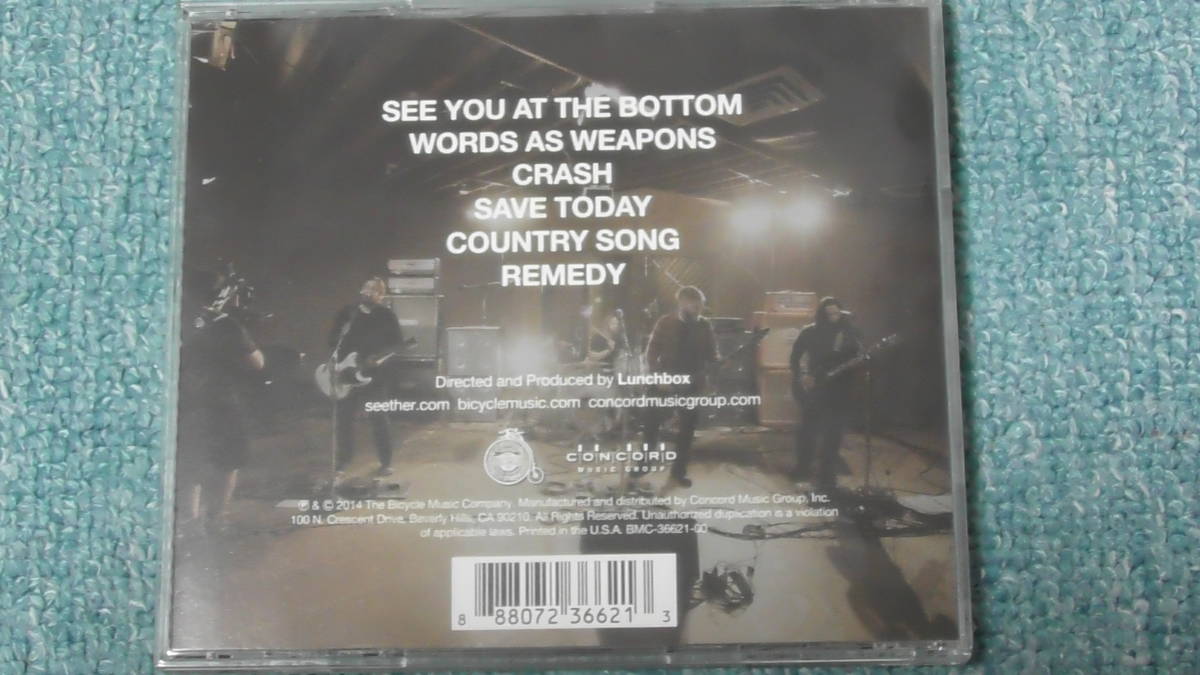 SEE YOU AT THE BOTTOM
WORDS AS WEAPONS
CRASH
SAVE TODAY
COUNTRY SONG
REMEDY
Directed and Produced by Lunchbox
seether.com bicyclemusic.com concordmusicgroup.com
CONCORD
MUSIC GROUP
℗ & © 2014 The Bicycle Music Company. Manufactured and distributed by Concord Music Group, Inc.
100 N. Crescent Drive, Beverly Hills, CA 90210. All Rights Reserved. Unauthorized duplication is a violation
of applicable laws. Printed in the U.S.A. BMC-36621-00
8 88072 36621 3